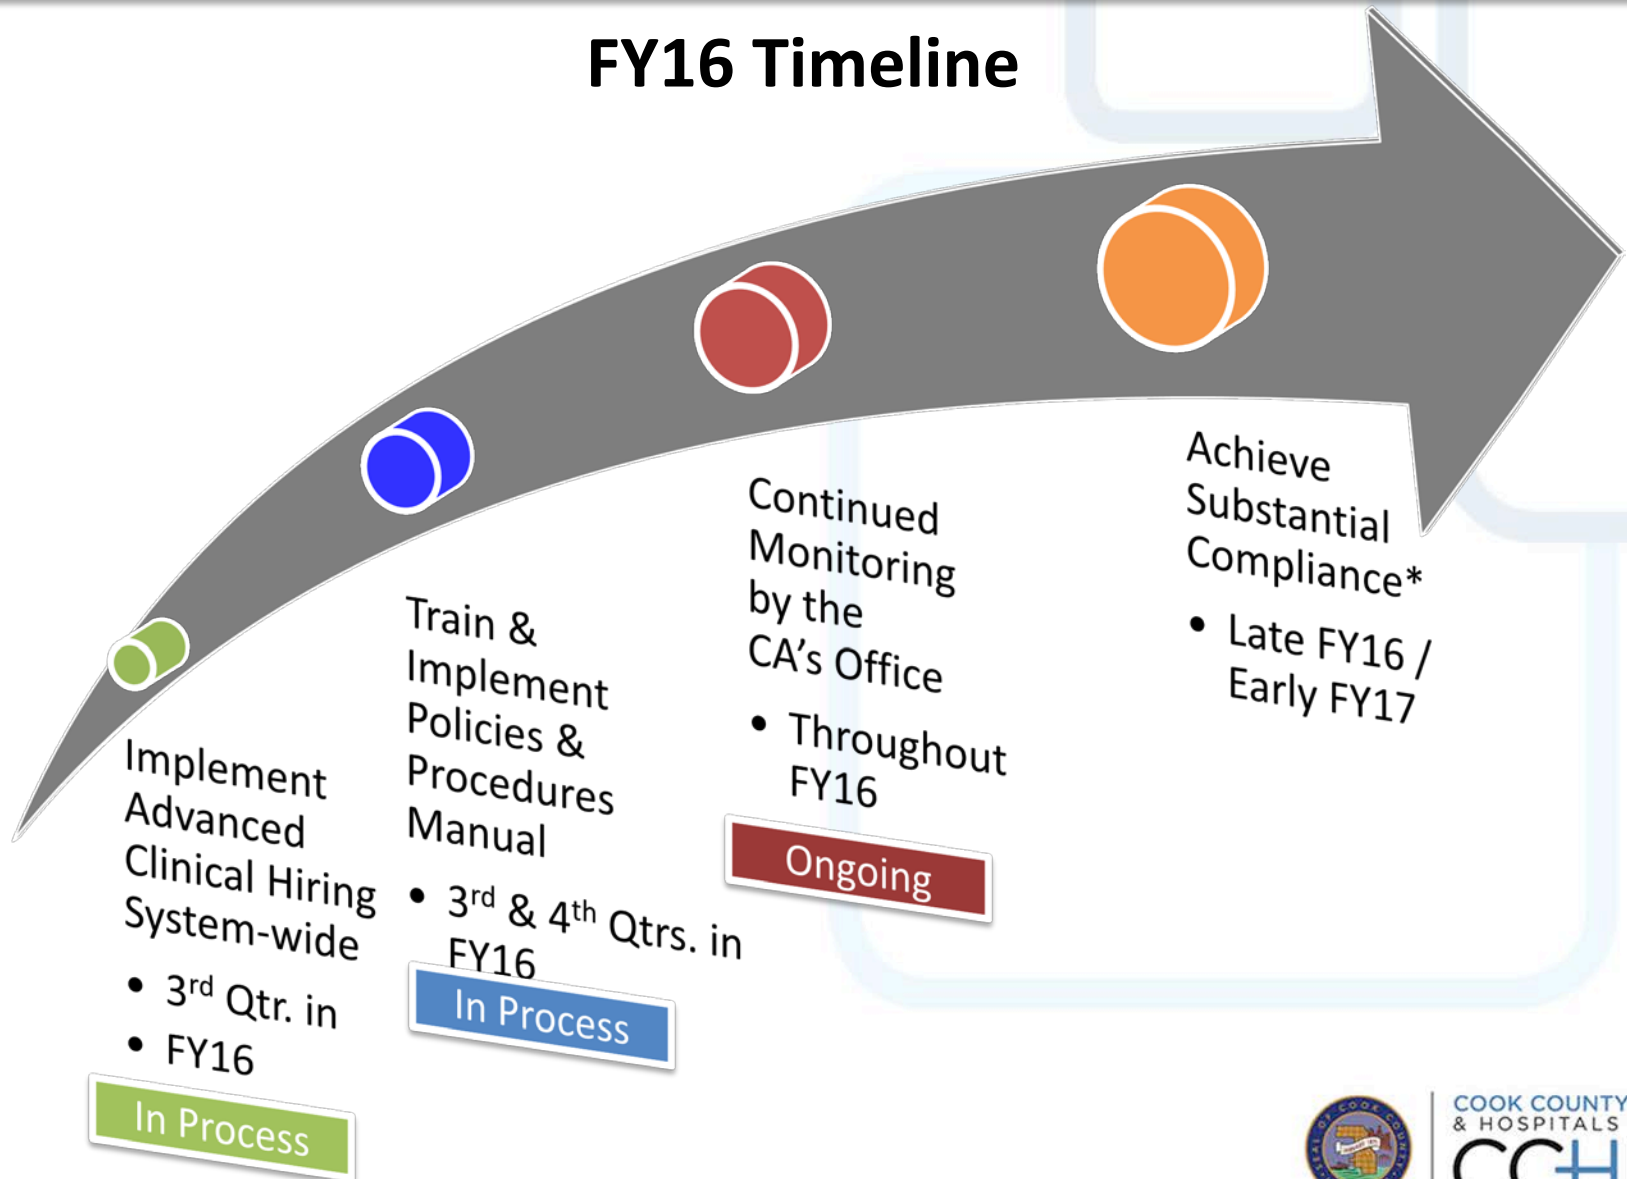 FY16 Timeline
Implement
Advanced
Clinical Hiring
System-wide
• 3rd Qtr. in
• FY16
In Process
Train &
Implement
Policies &
Procedures
Manual
• 3rd & 4th Qtrs. in
FY16
In Process
Continued
Monitoring
by the
CA's Office
• Throughout
FY16
Ongoing
Achieve
Substantial
Compliance*
• Late FY16 /
Early FY17
COOK COUNTY
& HOSPITALS
CCH